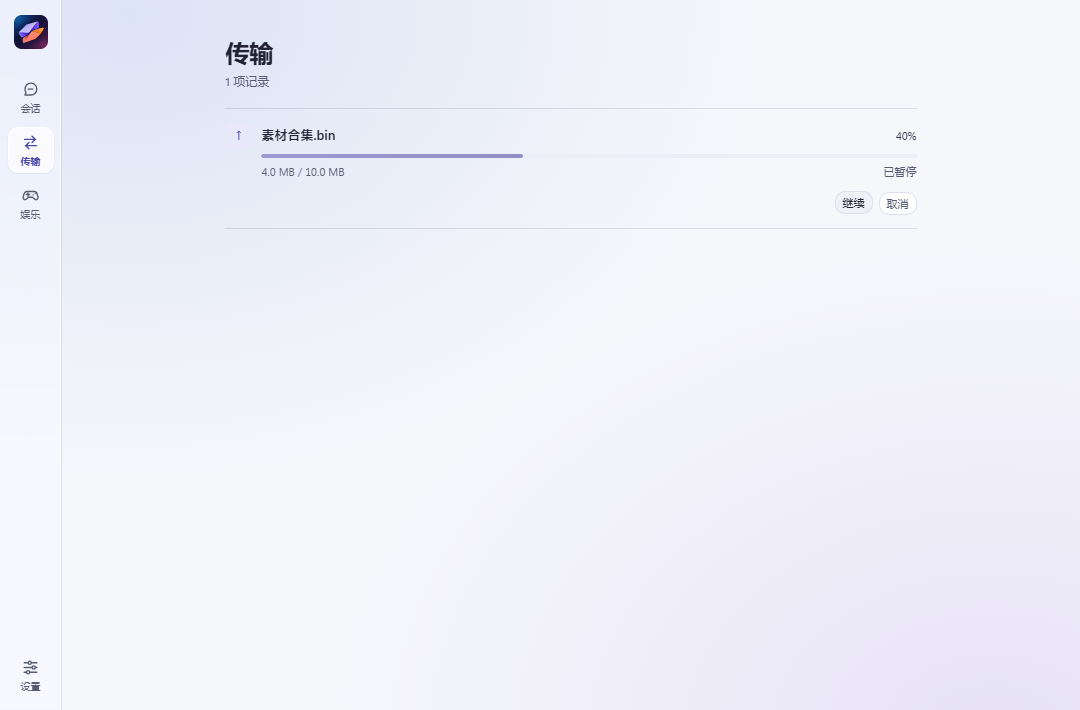 会话
传输
娱乐
设置
传输
1 项记录
↑ 素材合集.bin 40%
4.0 MB / 10.0 MB 已暂停
继续 取消